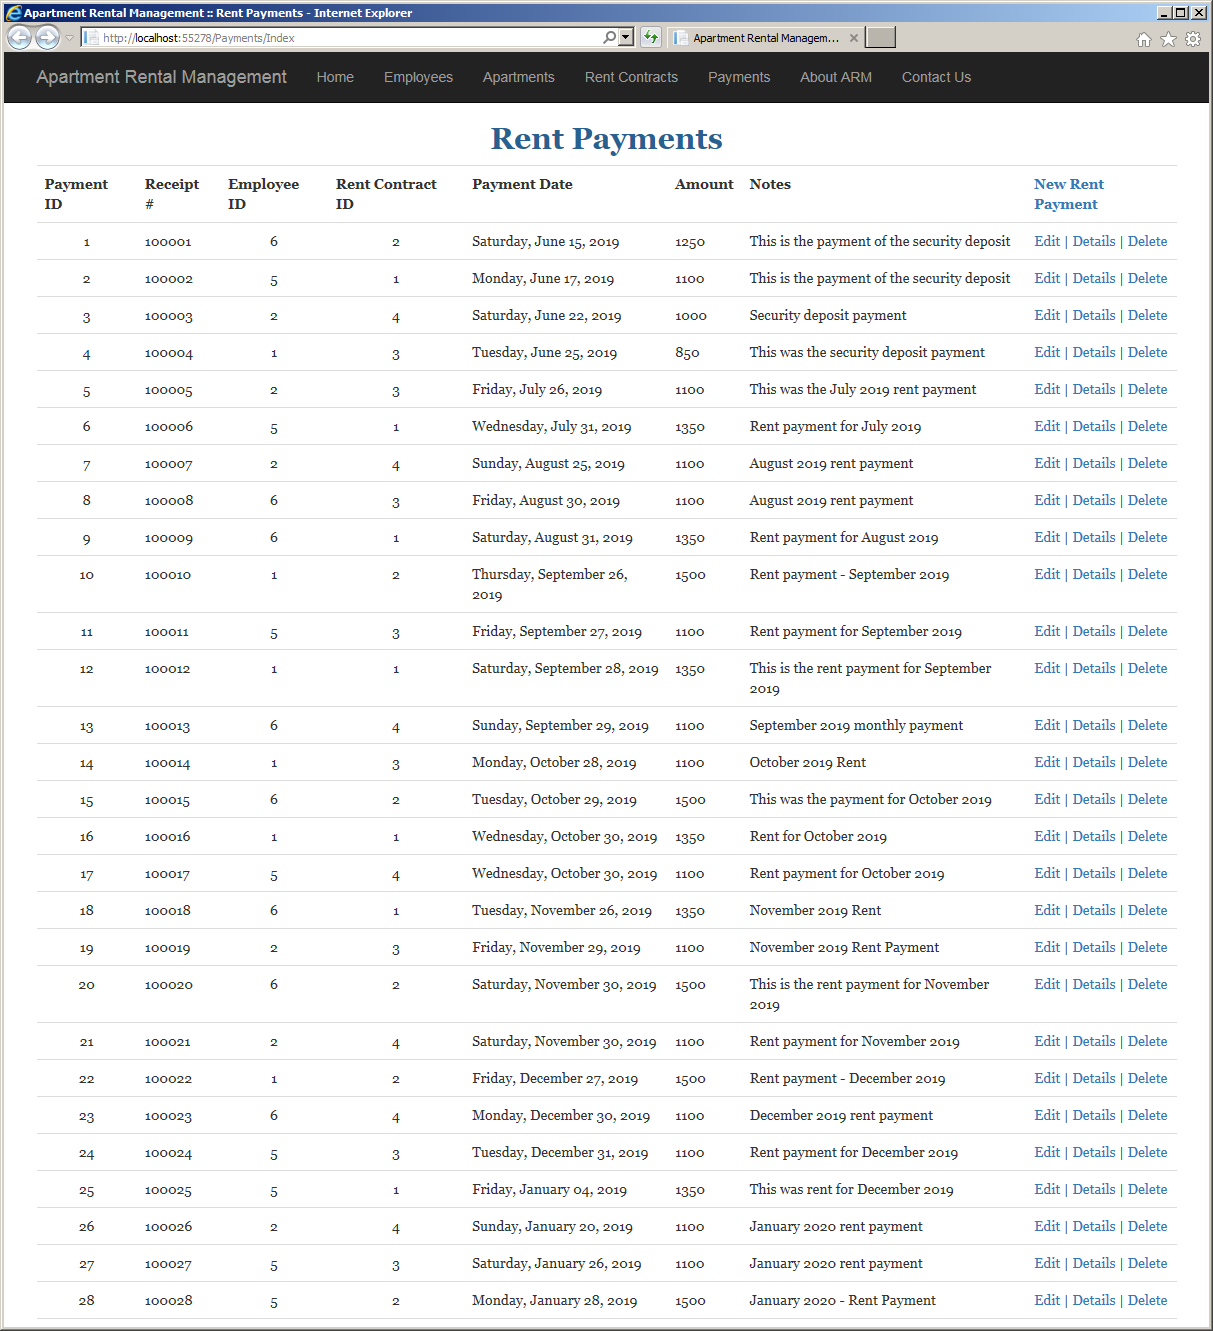 Apartment Rental Management :: Rent Payments - Internet Explorer
http://localhost:55278/Payments/Index Apartment Rental Managem...
Apartment Rental Management Home Employees Apartments Rent Contracts Payments About ARM Contact Us
Rent Payments
Payment ID Receipt # Employee ID Rent Contract ID Payment Date Amount Notes New Rent Payment
1 100001 6 2 Saturday, June 15, 2019 1250 This is the payment of the security deposit Edit | Details | Delete
2 100002 5 1 Monday, June 17, 2019 1100 This is the payment of the security deposit Edit | Details | Delete
3 100003 2 4 Saturday, June 22, 2019 1000 Security deposit payment Edit | Details | Delete
4 100004 1 3 Tuesday, June 25, 2019 850 This was the security deposit payment Edit | Details | Delete
5 100005 2 3 Friday, July 26, 2019 1100 This was the July 2019 rent payment Edit | Details | Delete
6 100006 5 1 Wednesday, July 31, 2019 1350 Rent payment for July 2019 Edit | Details | Delete
7 100007 2 4 Sunday, August 25, 2019 1100 August 2019 rent payment Edit | Details | Delete
8 100008 6 3 Friday, August 30, 2019 1100 August 2019 rent payment Edit | Details | Delete
9 100009 6 1 Saturday, August 31, 2019 1350 Rent payment for August 2019 Edit | Details | Delete
10 100010 1 2 Thursday, September 26, 2019 1500 Rent payment - September 2019 Edit | Details | Delete
11 100011 5 3 Friday, September 27, 2019 1100 Rent payment for September 2019 Edit | Details | Delete
12 100012 1 1 Saturday, September 28, 2019 1350 This is the rent payment for September 2019 Edit | Details | Delete
13 100013 6 4 Sunday, September 29, 2019 1100 September 2019 monthly payment Edit | Details | Delete
14 100014 1 3 Monday, October 28, 2019 1100 October 2019 Rent Edit | Details | Delete
15 100015 6 2 Tuesday, October 29, 2019 1500 This was the payment for October 2019 Edit | Details | Delete
16 100016 1 1 Wednesday, October 30, 2019 1350 Rent for October 2019 Edit | Details | Delete
17 100017 5 4 Wednesday, October 30, 2019 1100 Rent payment for October 2019 Edit | Details | Delete
18 100018 6 1 Tuesday, November 26, 2019 1350 November 2019 Rent Edit | Details | Delete
19 100019 2 3 Friday, November 29, 2019 1100 November 2019 Rent Payment Edit | Details | Delete
20 100020 6 2 Saturday, November 30, 2019 1500 This is the rent payment for November 2019 Edit | Details | Delete
21 100021 2 4 Saturday, November 30, 2019 1100 Rent payment for November 2019 Edit | Details | Delete
22 100022 1 2 Friday, December 27, 2019 1500 Rent payment - December 2019 Edit | Details | Delete
23 100023 6 4 Monday, December 30, 2019 1100 December 2019 rent payment Edit | Details | Delete
24 100024 5 3 Tuesday, December 31, 2019 1100 Rent payment for December 2019 Edit | Details | Delete
25 100025 5 1 Friday, January 04, 2019 1350 This was rent for December 2019 Edit | Details | Delete
26 100026 2 4 Sunday, January 20, 2019 1100 January 2020 rent payment Edit | Details | Delete
27 100027 5 3 Saturday, January 26, 2019 1100 January 2020 rent payment Edit | Details | Delete
28 100028 5 2 Monday, January 28, 2019 1500 January 2020 - Rent Payment Edit | Details | Delete